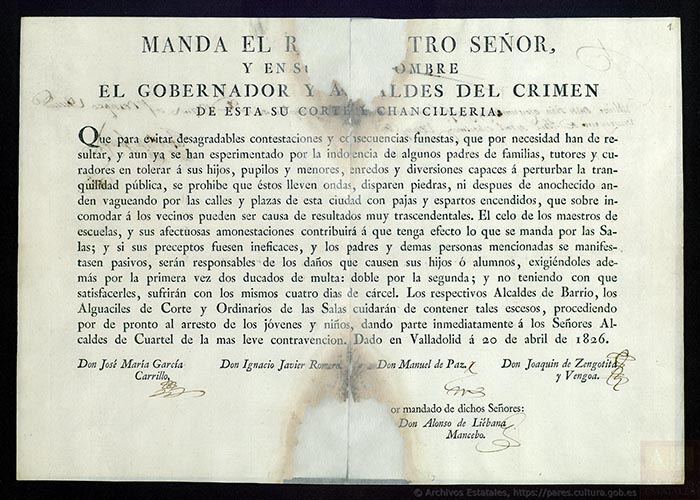 1.
MANDA EL R TRO SEÑOR,
Y EN SU OMBRE
EL GOBERNADOR Y A ALDES DEL CRIMEN
DE ESTA SU CORTE Y CHANCILLERIA:
Que para evitar desagradables contestaciones y consecuencias funestas, que por necesidad han de re-
sultar, y aun ya se han esperimentado por la indolencia de algunos padres de familias, tutores y cu-
radores en tolerar á sus hijos, pupilos y menores, enredos y diversiones capaces á perturbar la tran-
quilidad pública, se prohibe que éstos lleven ondas, disparen piedras, ni despues de anochecido an-
den vagueando por las calles y plazas de esta ciudad con pajas y espartos encendidos, que sobre in-
comodar á los vecinos pueden ser causa de resultados muy trascendentales. El celo de los maestros de
escuelas, y sus afectuosas amonestaciones contribuirá á que tenga efecto lo que se manda por las Sa-
las; y si sus preceptos fuesen ineficaces, y los padres y demas personas mencionadas se manifes-
tasen pasivos, serán responsables de los daños que causen sus hijos ó alumnos, exigiéndoles ade-
más por la primera vez dos ducados de multa: doble por la segunda; y no teniendo con que
satisfacerles, sufrirán con los mismos cuatro dias de cárcel. Los respectivos Alcaldes de Barrio, los
Alguaciles de Corte y Ordinarios de las Salas cuidarán de contener tales escesos, procediendo
por de pronto al arresto de los jóvenes y niños, dando parte inmediatamente á los Señores Al-
caldes de Cuartel de la mas leve contravencion. Dado en Valladolid á 20 de abril de 1826.
Don José María García Carrillo,
Don Ignacio Javier Romero.
Don Manuel de Paz.
Don Joaquin de Zengotita y Vengoa.
or mandado de dichos Señores:
Don Alonso de Liébana
Mancebo.
© Archivos Estatales, https://pares.cultura.gob.es